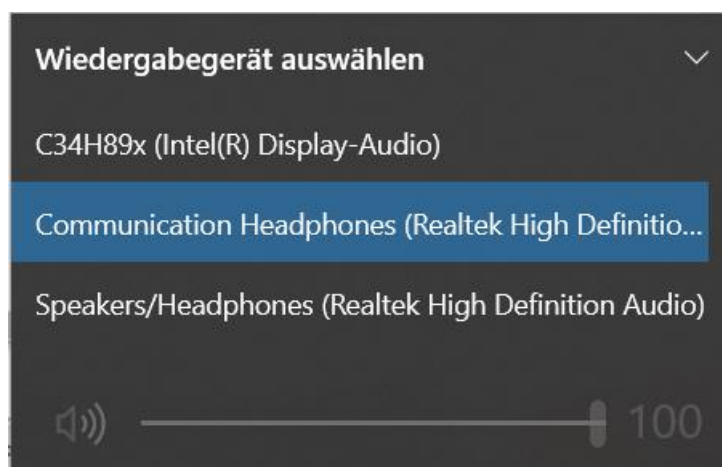 Wiedergabegerät auswählen
C34H89x (Intel(R) Display-Audio)
Communication Headphones (Realtek High Definitio...
Speakers/Headphones (Realtek High Definition Audio)
100